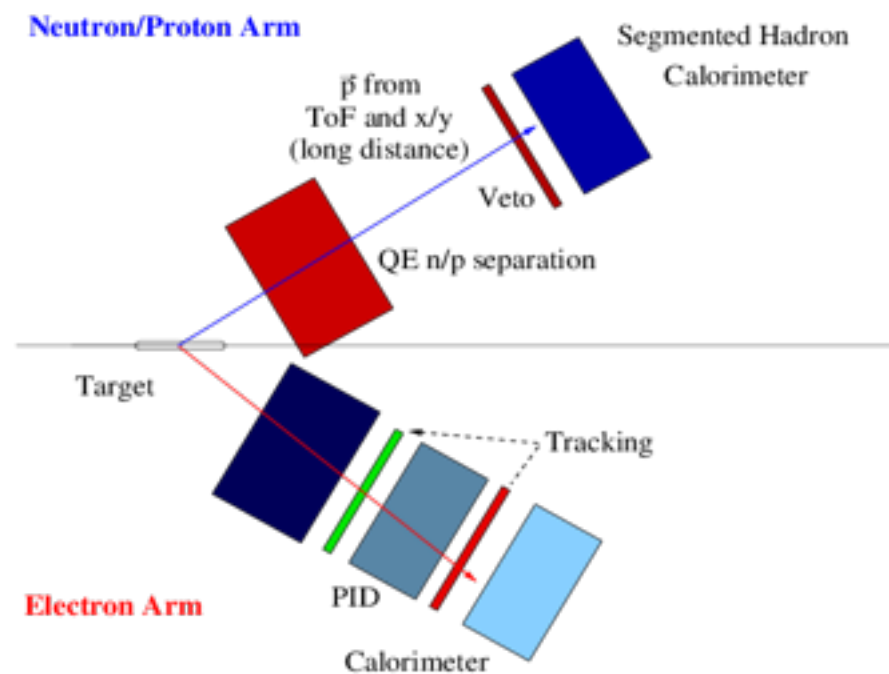 Neutron/Proton Arm
Segmented Hadron
Calorimeter
p⃗ from
ToF and x/y
(long distance)
Veto
QE n/p separation
Target
Tracking
PID
Electron Arm
Calorimeter